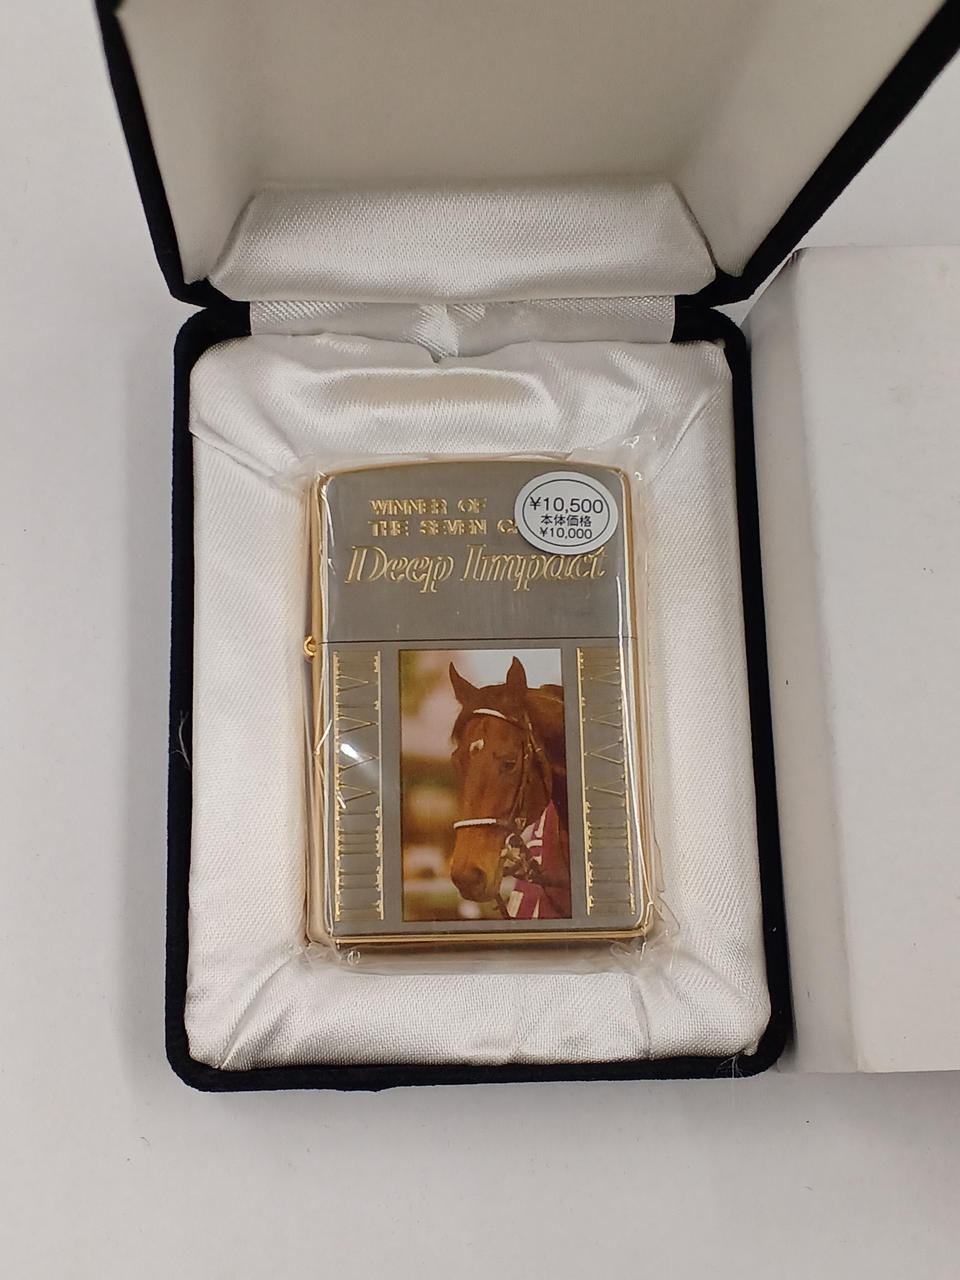 WINNER OF
THE SEVEN
Deep Impact
¥10,500
本体価格
¥10,000